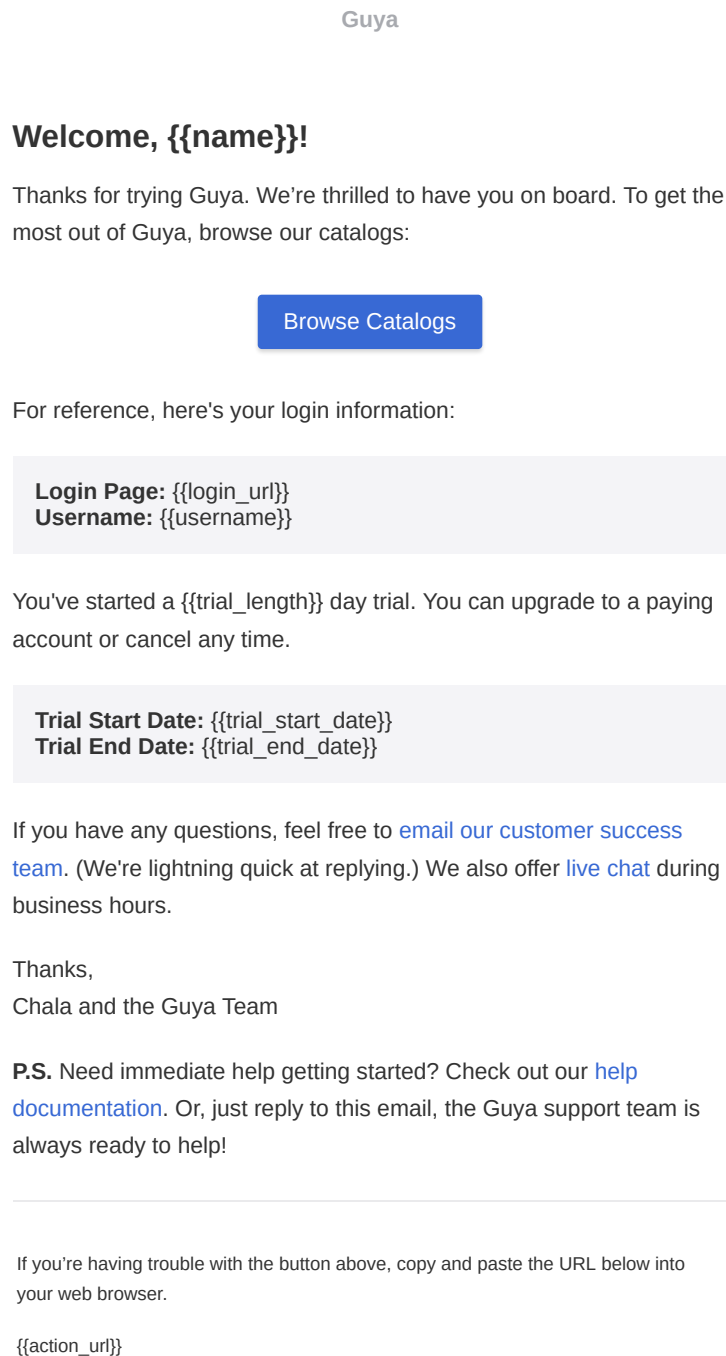 Guya
Welcome, {{name}}!
Thanks for trying Guya. We’re thrilled to have you on board. To get the
most out of Guya, browse our catalogs:
Browse Catalogs
For reference, here's your login information:
Login Page: {{login_url}}
Username: {{username}}
You've started a {{trial_length}} day trial. You can upgrade to a paying
account or cancel any time.
Trial Start Date: {{trial_start_date}}
Trial End Date: {{trial_end_date}}
If you have any questions, feel free to email our customer success
team. (We're lightning quick at replying.) We also offer live chat during
business hours.
Thanks,
Chala and the Guya Team
P.S. Need immediate help getting started? Check out our help
documentation. Or, just reply to this email, the Guya support team is
always ready to help!
If you’re having trouble with the button above, copy and paste the URL below into
your web browser.
{{action_url}}